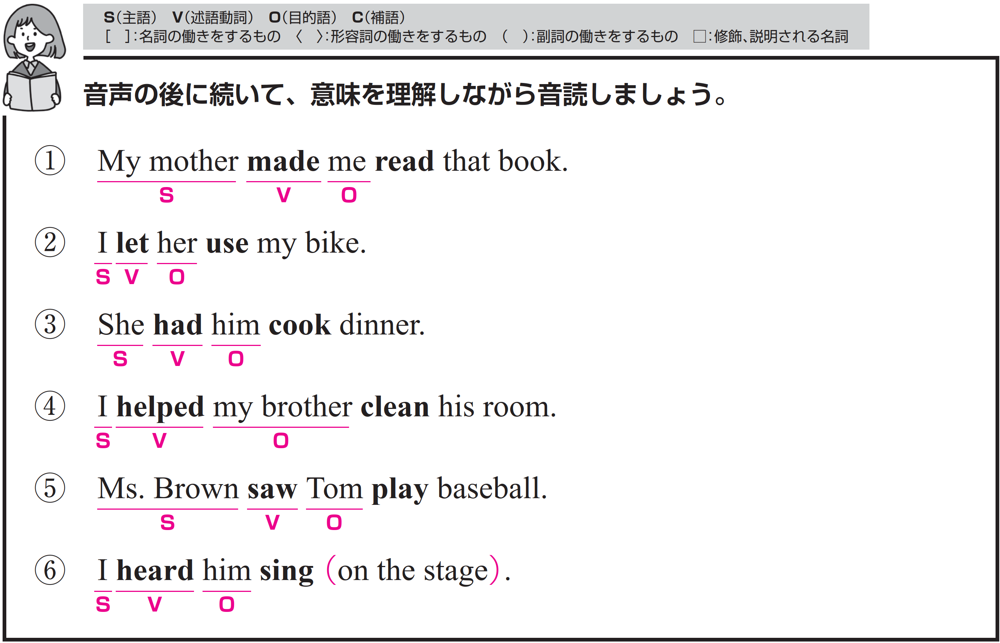 S（主語）　V（述語動詞）　O（目的語）　C（補語）
［　］：名詞の働きをするもの　〈　〉：形容詞の働きをするもの　（　）：副詞の働きをするもの　□：修飾、説明される名詞
音声の後に続いて、意味を理解しながら音読しましょう。
① My mother made me read that book.
S V O
② I let her use my bike.
S V O
③ She had him cook dinner.
S V O
④ I helped my brother clean his room.
S V O
⑤ Ms. Brown saw Tom play baseball.
S V O
⑥ I heard him sing (on the stage).
S V O